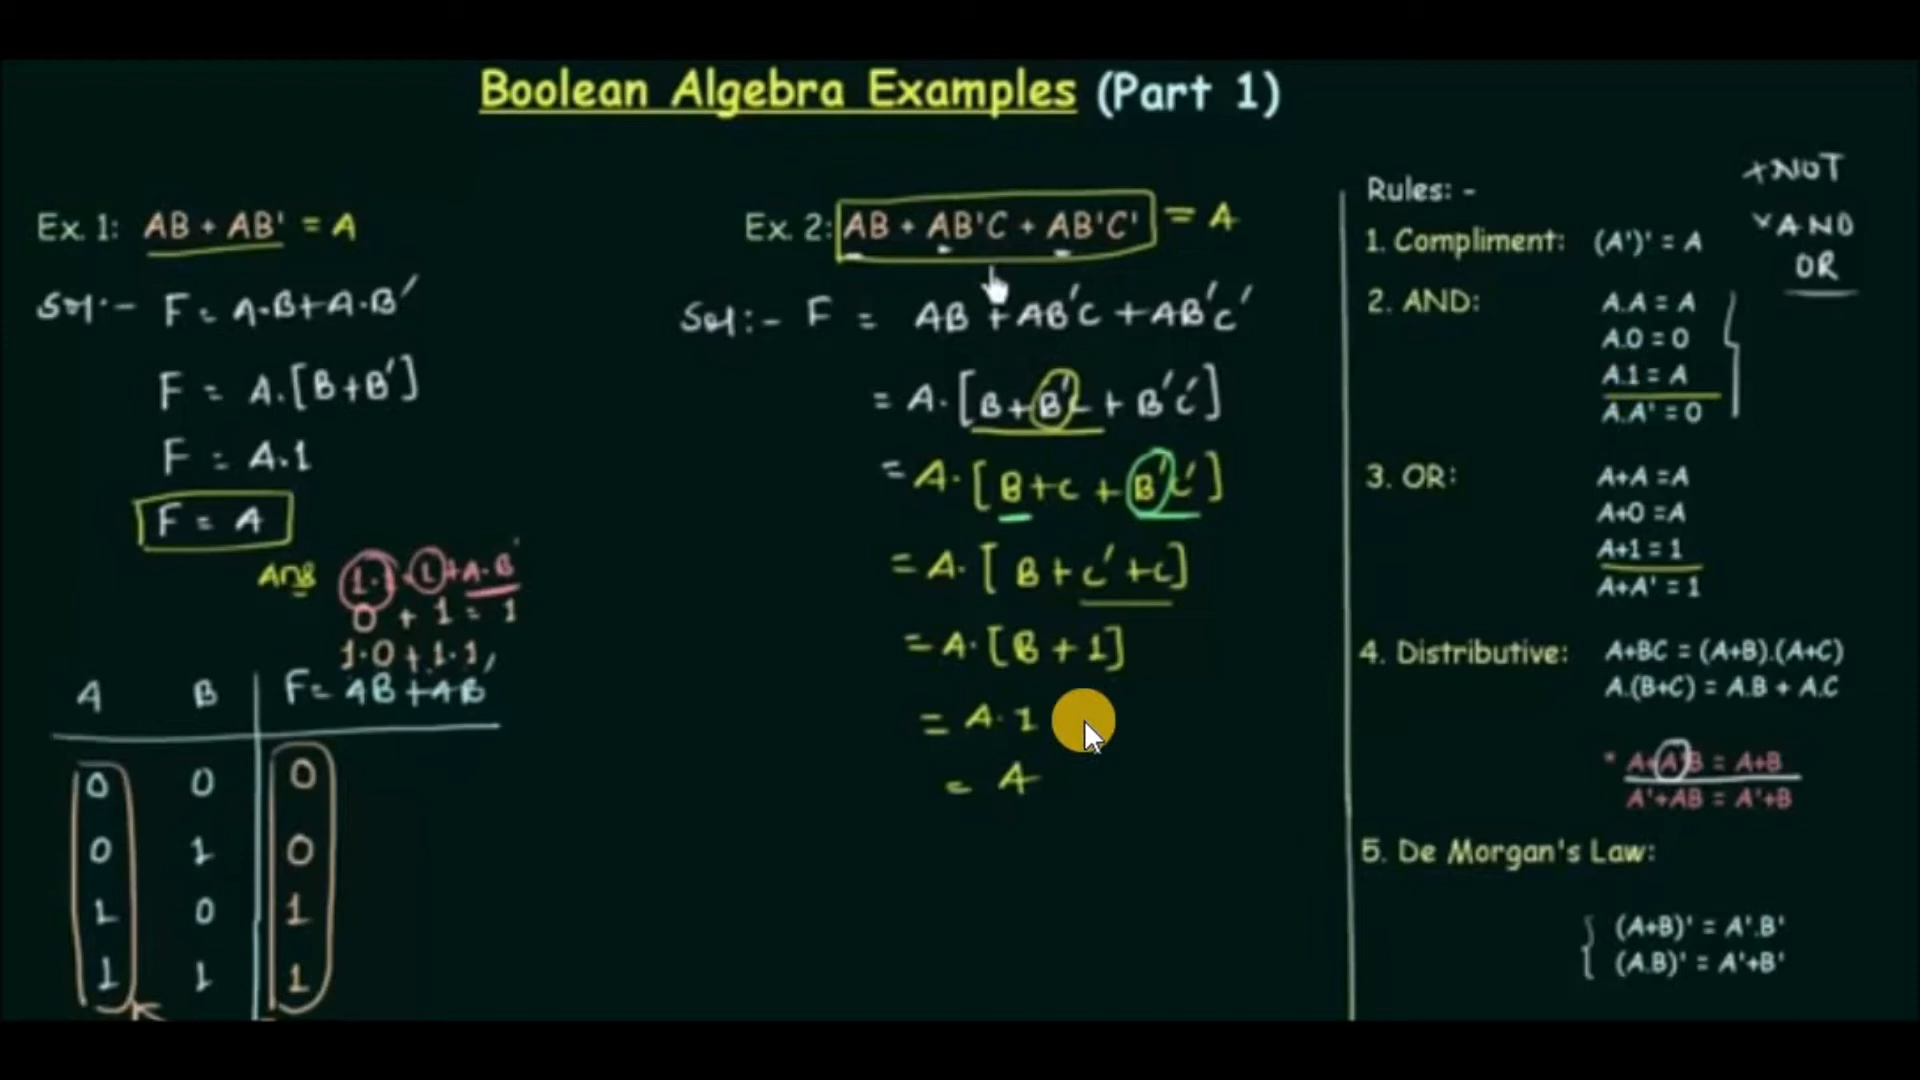 Boolean Algebra Examples (Part 1)
Ex. 1: AB + AB' = A
Sol:- F = A·B+A·B'
F = A·[B+B']
F = A·1
F = A
Ans
0 + 1 = 1
1·0 + 1·1
A B F= AB+AB'
0 0 0
0 1 0
1 0 1
1 1 1
Ex. 2: AB + AB'C + AB'C' = A
Sol:- F = AB + AB'C + AB'C'
= A·[B+B'C + B'C']
= A·[B+C + B'C']
= A·[B+C'+C]
= A·[B + 1]
= A·1
= A
NOT
AND
OR
Rules: -
1. Compliment: (A')' = A
2. AND: A.A = A
A.0 = 0
A.1 = A
A.A' = 0
3. OR: A+A =A
A+0 =A
A+1 = 1
A+A' = 1
4. Distributive: A+BC = (A+B).(A+C)
A.(B+C) = A.B + A.C
* A+A'B = A+B
A'+AB = A'+B
5. De Morgan's Law:
(A+B)' = A'.B'
(A.B)' = A'+B'